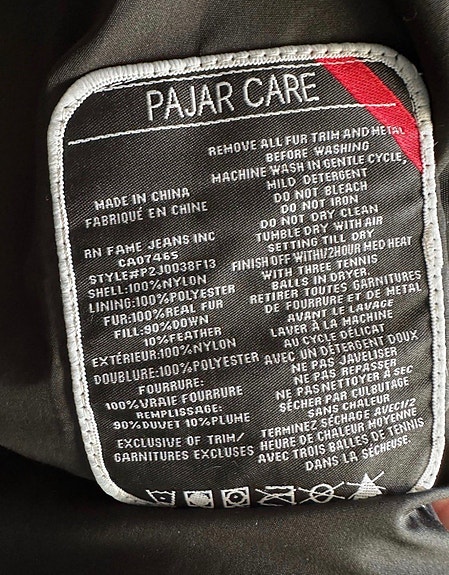 PAJAR CARE
MADE IN CHINA
FABRIQUÉ EN CHINE
RN FAME JEANS INC
CA07465
STYLE#P2J0038F13
SHELL:100%NYLON
LINING:100%POLYESTER
FUR:100%REAL FUR
FILL:90%DOWN
10%FEATHER
EXTÉRIEUR:100%NYLON
DOUBLURE:100%POLYESTER
FOURRURE:
100%VRAIE FOURRURE
REMPLISSAGE:
90%DUVET 10%PLUME
EXCLUSIVE OF TRIM/
GARNITURES EXCLUSES
REMOVE ALL FUR TRIM AND METAL
BEFORE WASHING
MACHINE WASH IN GENTLE CYCLE,
MILD DETERGENT
DO NOT BLEACH
DO NOT IRON
DO NOT DRY CLEAN
TUMBLE DRY WITH AIR
SETTING TILL DRY
FINISH OFF WITH1/2HOUR MED HEAT
WITH THREE TENNIS
BALLS IN DRYER.
RETIRER TOUTES GARNITURES
DE FOURRURE ET DE METAL
AVANT LE LAVAGE
LAVER À LA MACHINE
AU CYCLE DÉLICAT
AVEC UN DÉTERGENT DOUX
NE PAS JAVELISER
NE PAS REPASSER
NE PAS NETTOYER À SEC
SÉCHER PAR CULBUTAGE
SANS CHALEUR
TERMINEZ SÉCHAGE AVEC1/2
HEURE DE CHALEUR MOYENNE
AVEC TROIS BALLES DE TENNIS
DANS LA SÉCHEUSE.